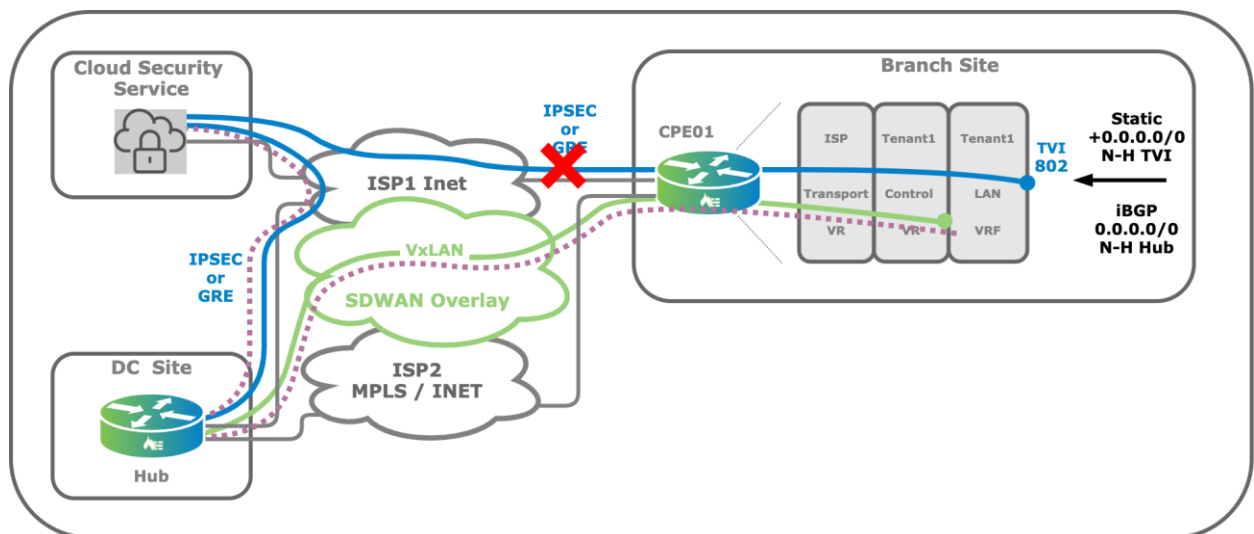 Cloud Security
Service
IPSEC
or
GRE
ISP1 Inet
VxLAN
SDWAN Overlay
IPSEC
or
GRE
ISP2
MPLS / INET
DC Site
Hub
Branch Site
CPE01
ISP
Transport
VR
Tenant1
Control
VR
Tenant1
LAN
VRF
TVI
802
Static
+0.0.0.0/0
N-H TVI
iBGP
0.0.0.0/0
N-H Hub